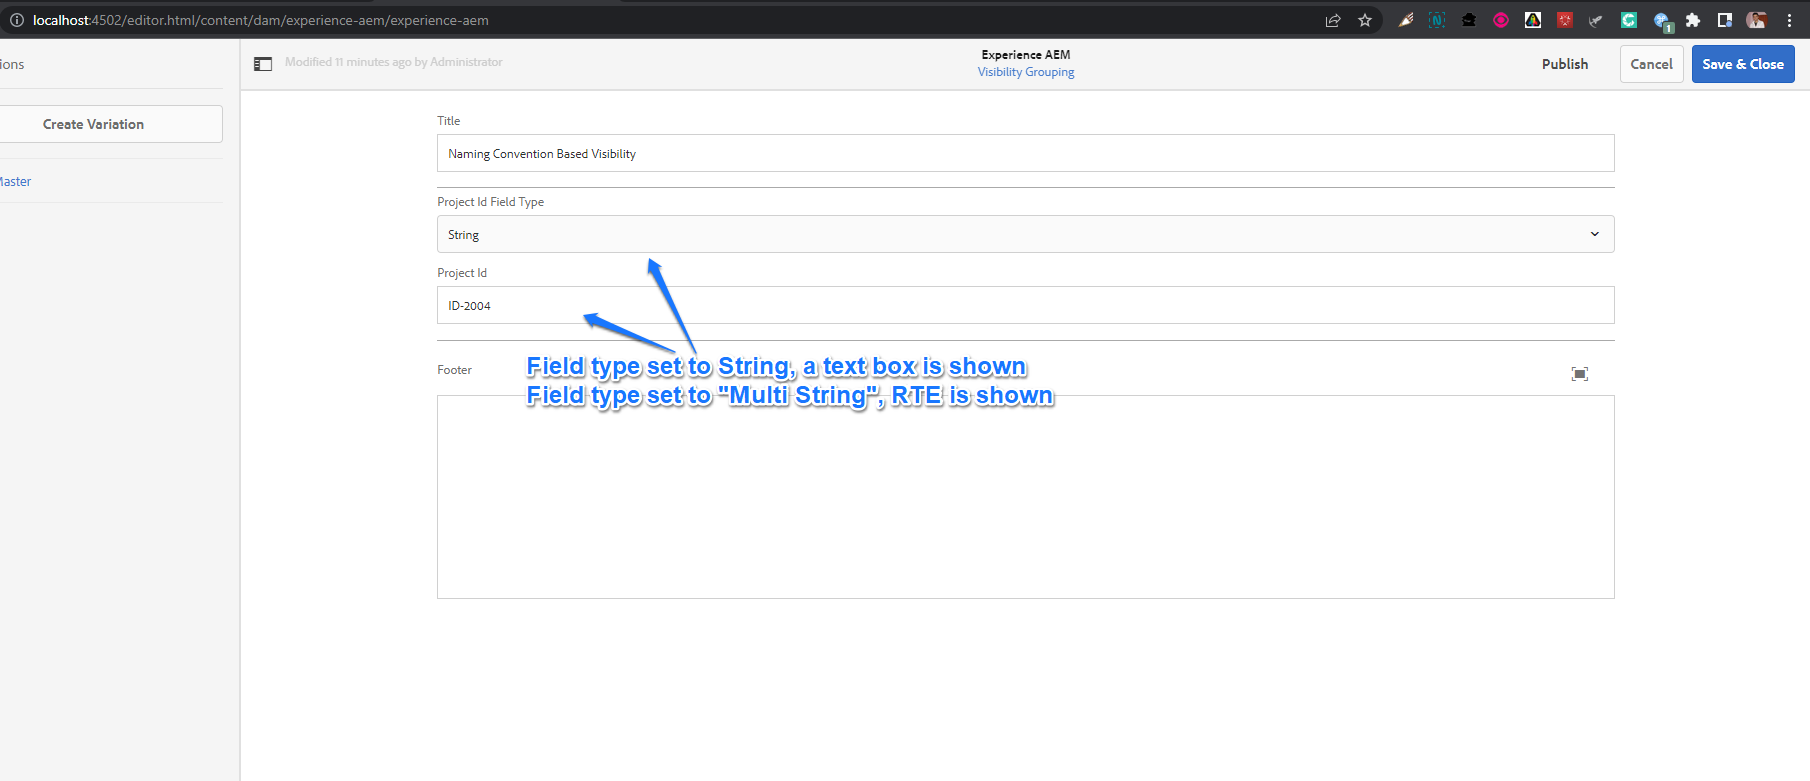 localhost:4502/editor.html/content/dam/experience-aem/experience-aem
1
ions
Modified 11 minutes ago by Administrator
Experience AEM
Visibility Grouping
Publish
Cancel
Save & Close
Create Variation
Master
Title
Naming Convention Based Visibility
Project Id Field Type
String
Project Id
ID-2004
Footer
Field type set to String, a text box is shown
Field type set to "Multi String", RTE is shown